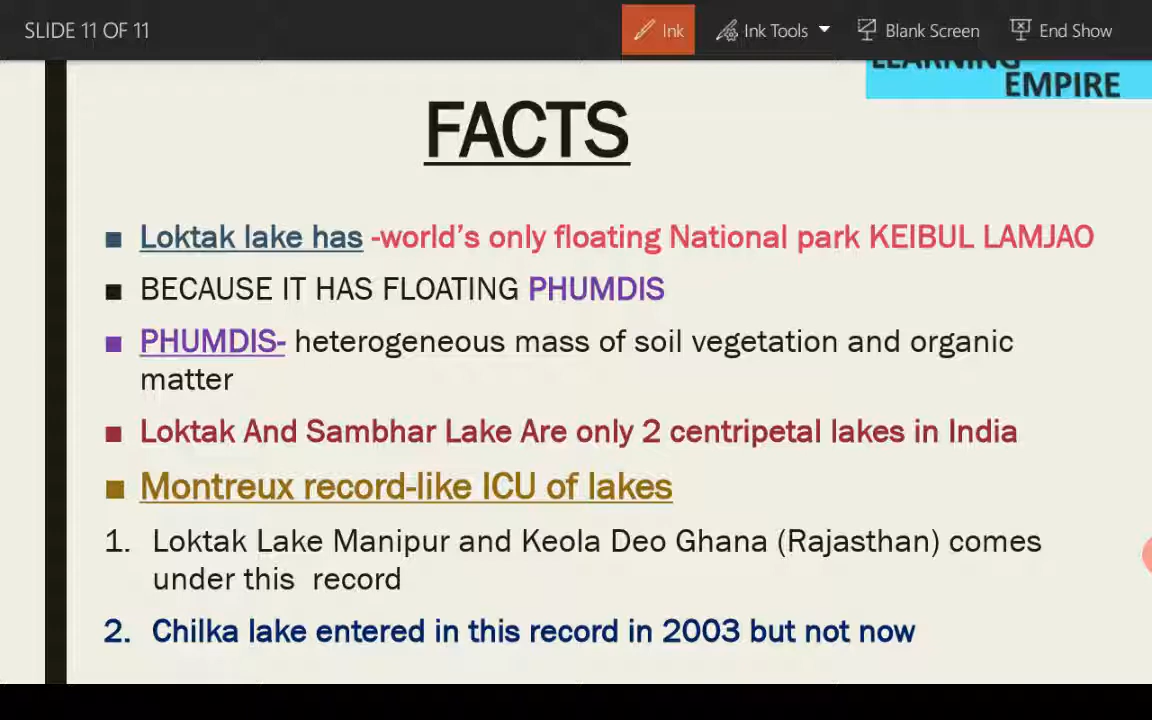 SLIDE 11 OF 11
Ink
Ink Tools
Blank Screen
End Show
LEARNING
EMPIRE
FACTS
Loktak lake has -world's only floating National park KEIBUL LAMJAO
BECAUSE IT HAS FLOATING PHUMDIS
PHUMDIS- heterogeneous mass of soil vegetation and organic
matter
Loktak And Sambhar Lake Are only 2 centripetal lakes in India
Montreux record-like ICU of lakes
1. Loktak Lake Manipur and Keola Deo Ghana (Rajasthan) comes
under this record
2. Chilka lake entered in this record in 2003 but not now